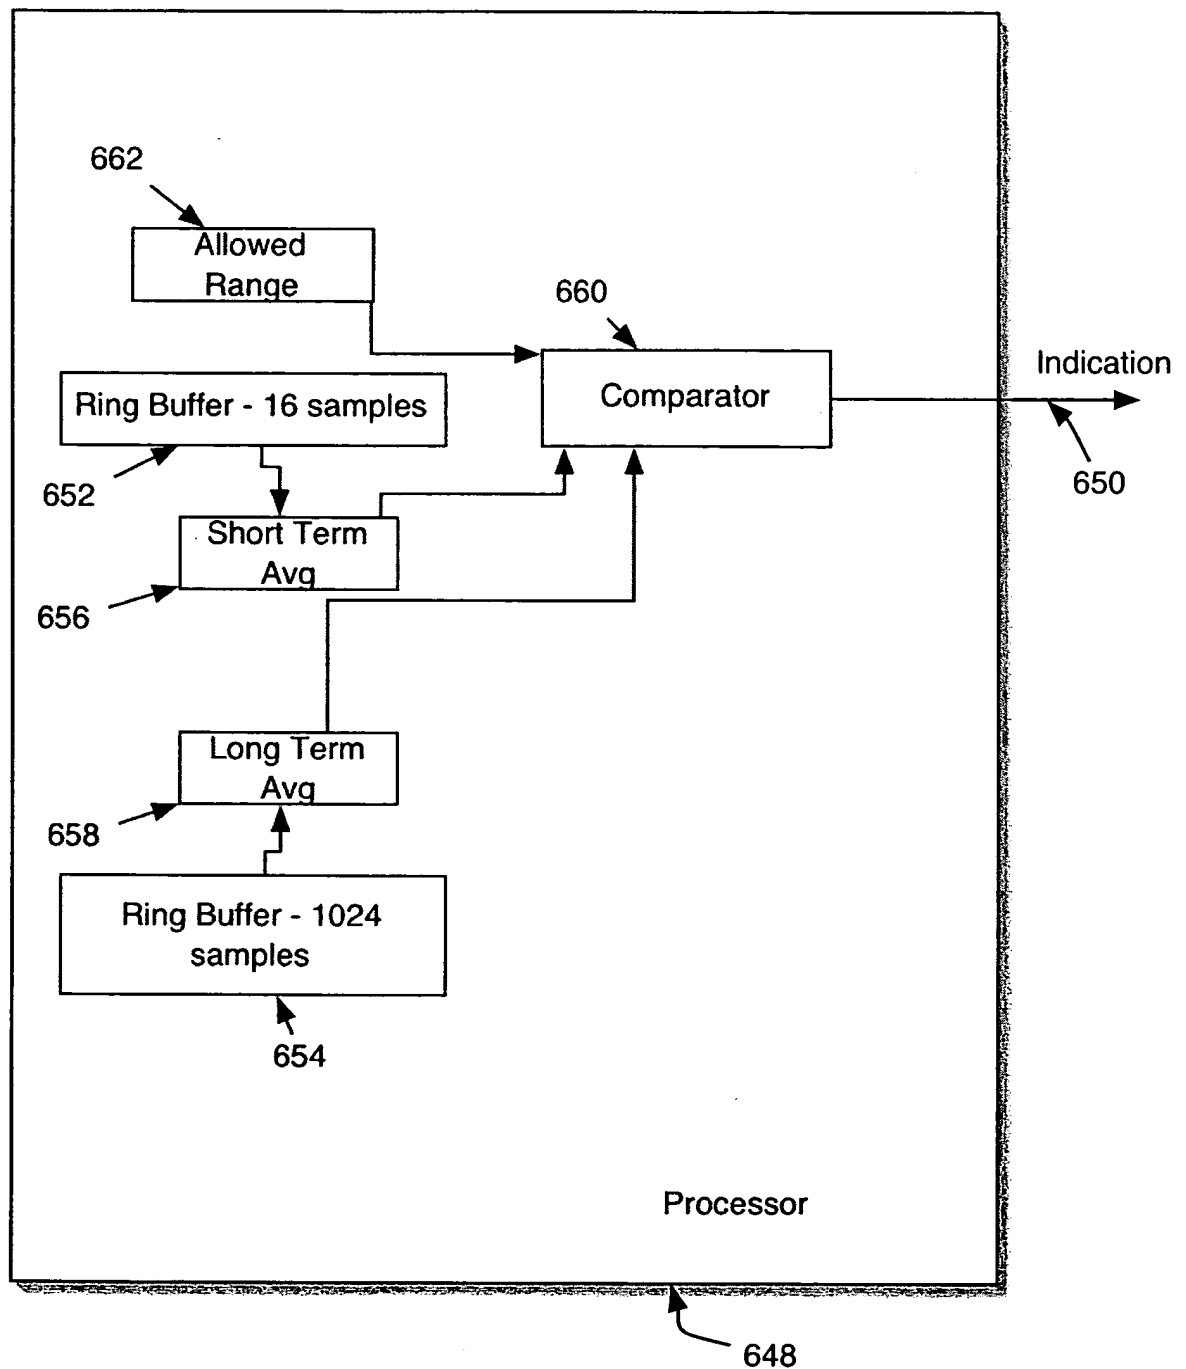 662
Allowed
Range
660
Indication
Comparator
Ring Buffer - 16 samples
650
652
Short Term
Avg
656
Long Term
Avg
658
Ring Buffer - 1024
samples
654
Processor
648